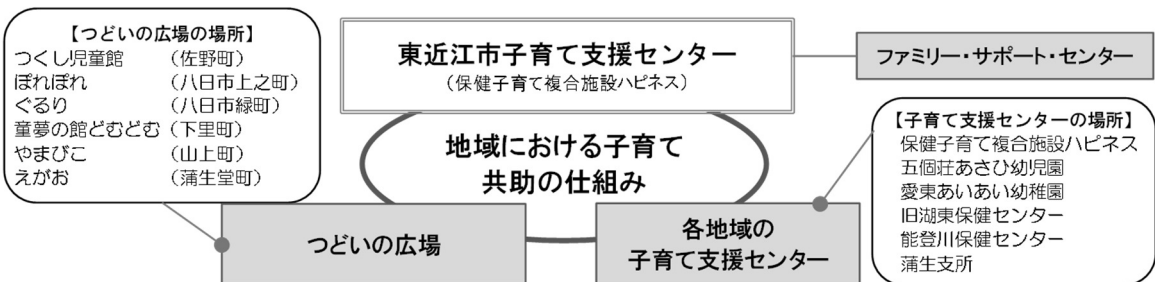 【つどいの広場の場所】
つくし児童館 （佐野町）
ぽれぽれ （八日市上之町）
ぐるり （八日市緑町）
童夢の館どむどむ （下里町）
やまびこ （山上町）
えがお （蒲生堂町）
東近江市子育て支援センター
（保健子育て複合施設ハピネス）
ファミリー・サポート・センター
地域における子育て
共助の仕組み
【子育て支援センターの場所】
保健子育て複合施設ハピネス
五個荘あさひ幼児園
愛東あいあい幼稚園
旧湖東保健センター
能登川保健センター
蒲生支所
つどいの広場
各地域の
子育て支援センター